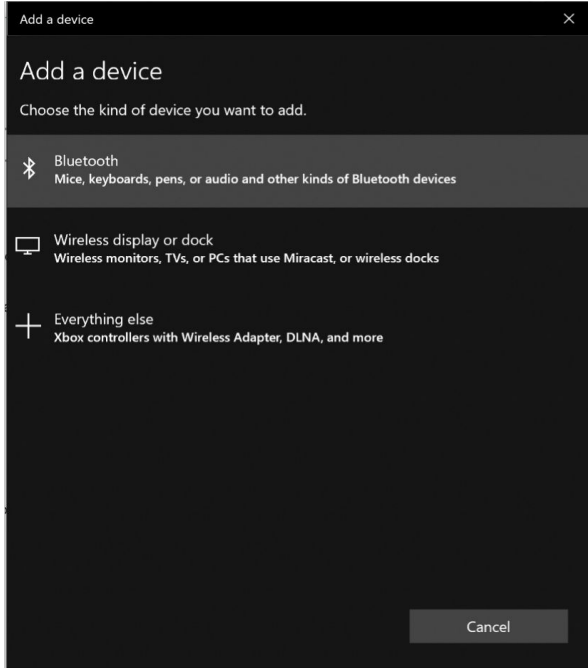 Add a device
Add a device
Choose the kind of device you want to add.
Bluetooth
Mice, keyboards, pens, or audio and other kinds of Bluetooth devices
Wireless display or dock
Wireless monitors, TVs, or PCs that use Miracast, or wireless docks
Everything else
Xbox controllers with Wireless Adapter, DLNA, and more
Cancel